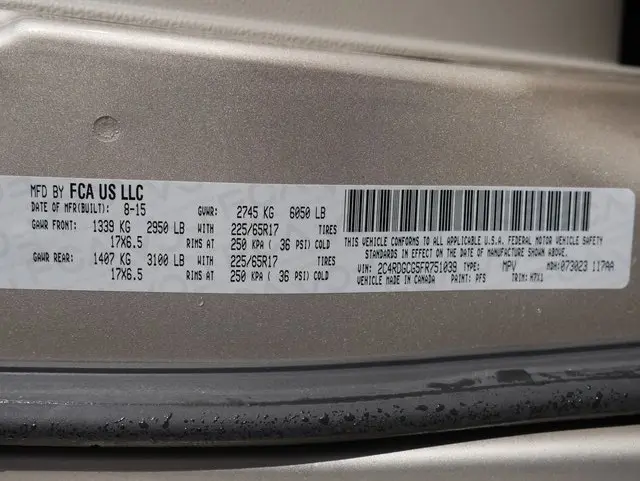 MFD BY FCA US LLC
DATE OF MFR(BUILT): 8-15 GVWR: 2745 KG 6050 LB
GAWR FRONT: 1339 KG 2950 LB WITH 225/65R17 TIRES
17X6.5 RIMS AT 250 KPA ( 36 PSI) COLD
GAWR REAR: 1407 KG 3100 LB WITH 225/65R17 TIRES
17X6.5 RIMS AT 250 KPA ( 36 PSI) COLD
THIS VEHICLE CONFORMS TO ALL APPLICABLE U.S.A. FEDERAL MOTOR VEHICLE SAFETY
STANDARDS IN EFFECT ON THE DATE OF MANUFACTURE SHOWN ABOVE.
VIN: 2C4RDGCG5FR751039 TYPE: MPV MDH: 073023 117AA
VEHICLE MADE IN CANADA PAINT: PFS TRIM: K7X1